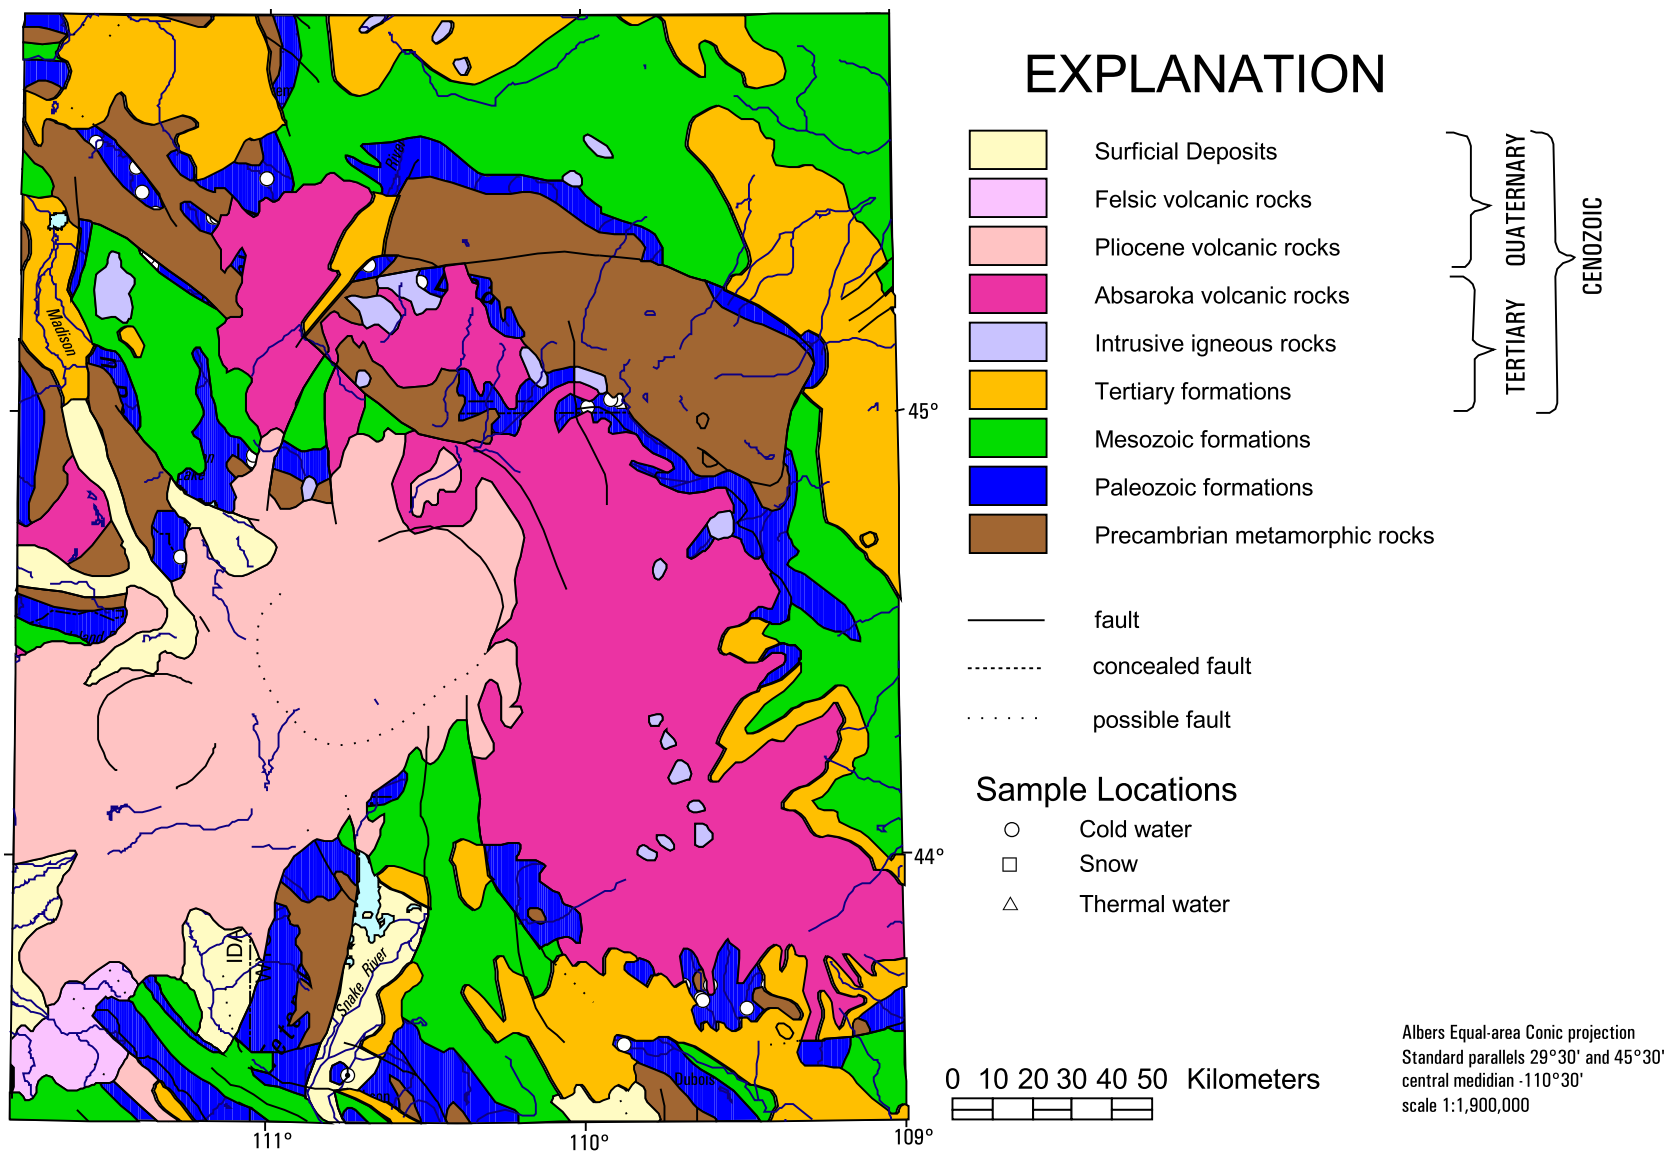 EXPLANATION
Surficial Deposits
Felsic volcanic rocks
Pliocene volcanic rocks
Absaroka volcanic rocks
Intrusive igneous rocks
Tertiary formations
Mesozoic formations
Paleozoic formations
Precambrian metamorphic rocks
QUATERNARY
TERTIARY
CENOZOIC
fault
concealed fault
possible fault
Sample Locations
Cold water
Snow
Thermal water
0 10 20 30 40 50 Kilometers
Albers Equal-area Conic projection
Standard parallels 29°30' and 45°30'
central medidian -110°30'
scale 1:1,900,000
River
Madison
45°
44°
IDA
Snake River
Dubois
111°
110°
109°